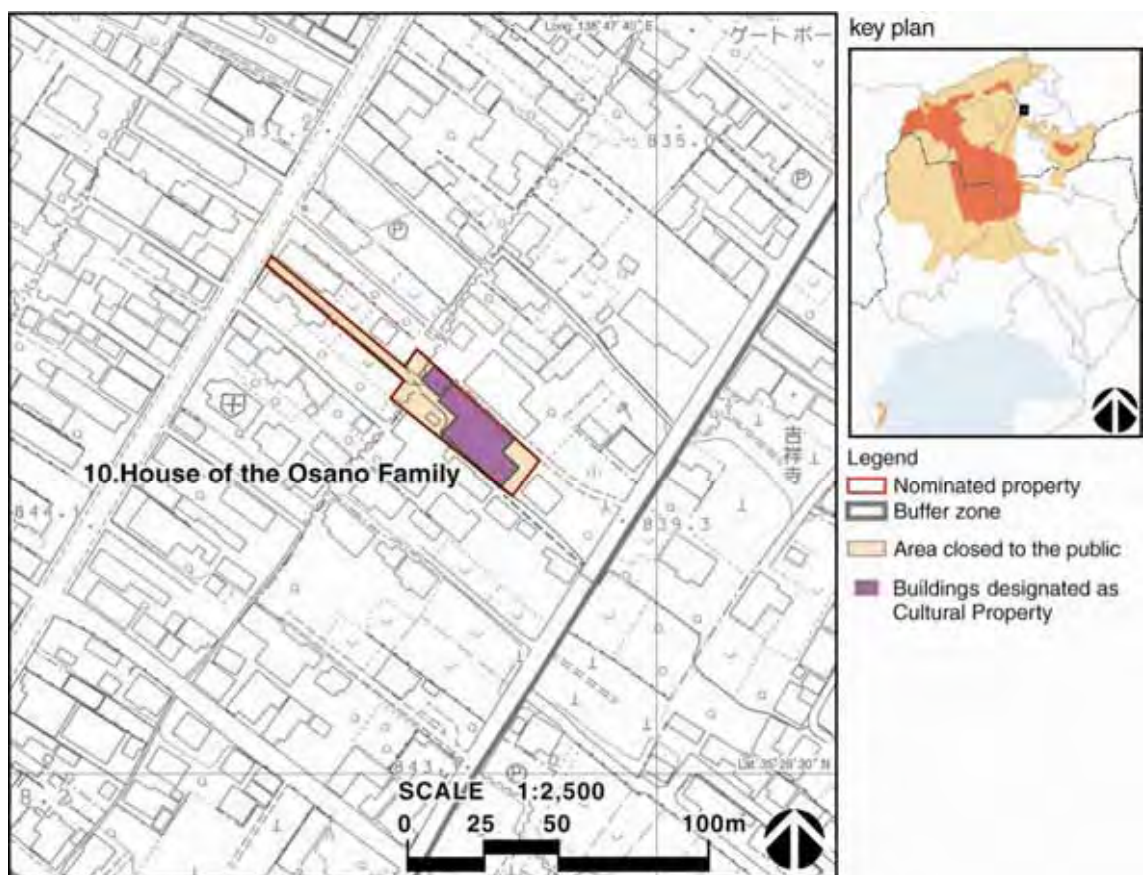 Long. 138° 47' 40" E
ゲートボー
837.2
835.0
P
P
10.House of the Osano Family
吉祥寺
839.3
844.1
843.7
P
Lat. 35° 28' 30" N
SCALE 1:2,500
0 25 50 100m
key plan
Legend
Nominated property
Buffer zone
Area closed to the public
Buildings designated as
Cultural Property